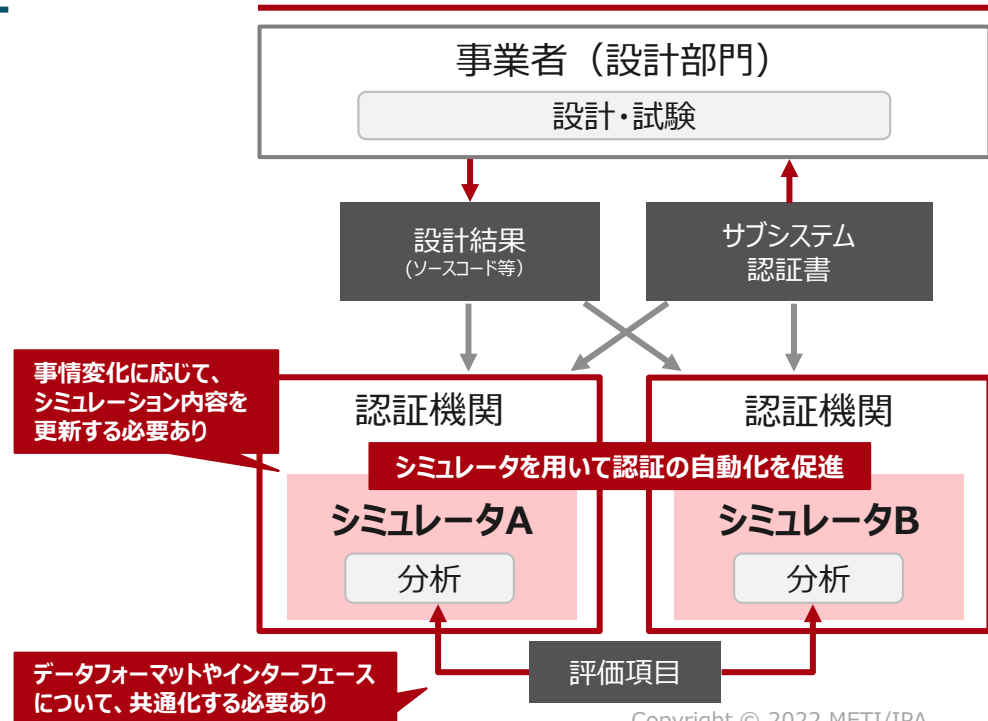 事業者（設計部門）
設計・試験
設計結果
(ソースコード等)
サブシステム
認証書
事情変化に応じて、
シミュレーション内容を
更新する必要あり
認証機関
認証機関
シミュレータを用いて認証の自動化を促進
シミュレータA
シミュレータB
分析
分析
評価項目
データフォーマットやインターフェース
について、共通化する必要あり
Copyright © 2022 METI/IPA